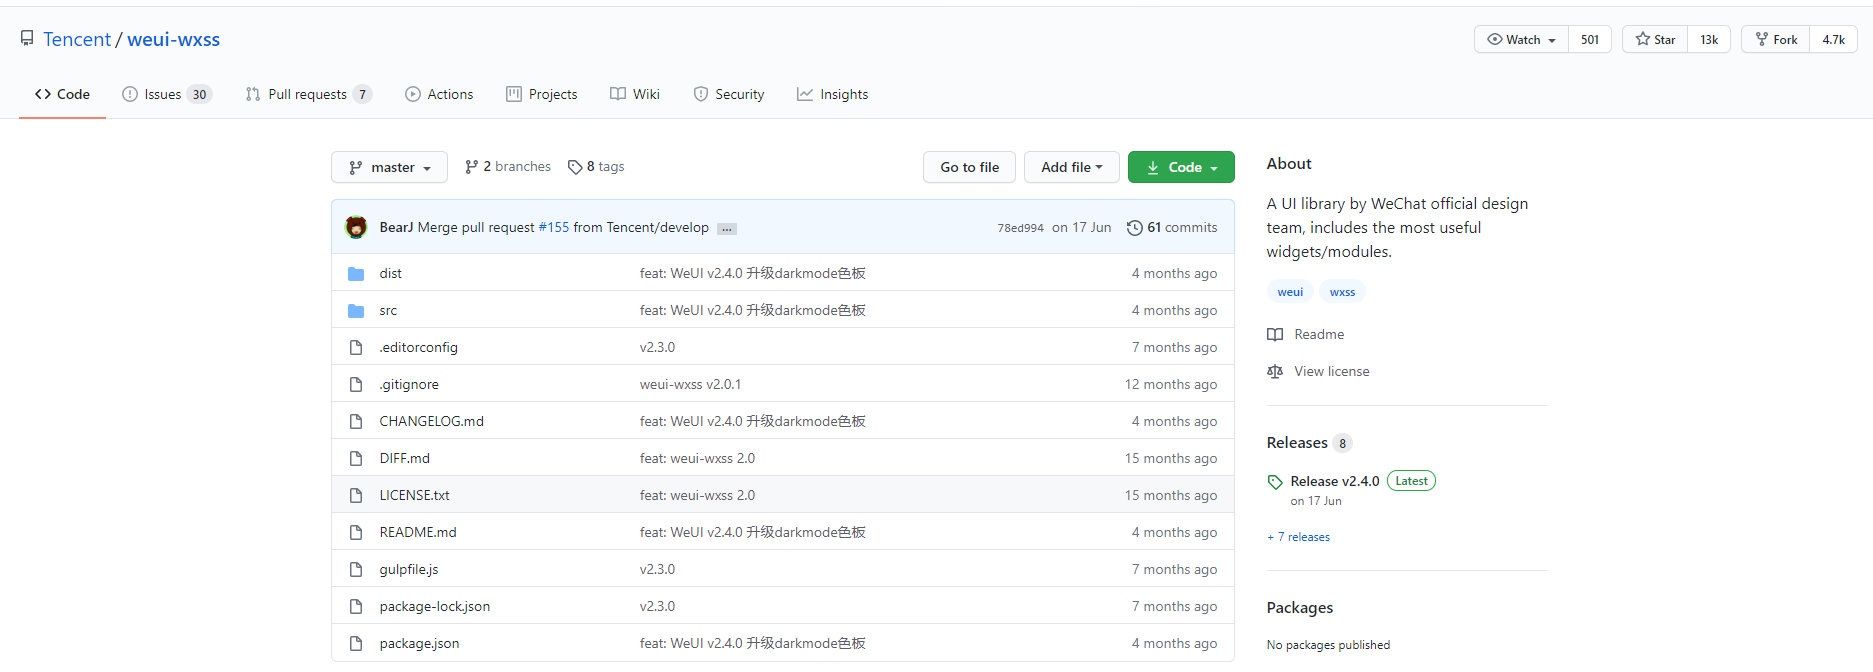 Tencent / weui-wxss
Watch 501 Star 13k Fork 4.7k
Code Issues 30 Pull requests 7 Actions Projects Wiki Security Insights
master 2 branches 8 tags Go to file Add file Code
BearJ Merge pull request #155 from Tencent/develop ... 78ed994 on 17 Jun 61 commits
dist feat: WeUI v2.4.0 升级darkmode色板 4 months ago
src feat: WeUI v2.4.0 升级darkmode色板 4 months ago
.editorconfig v2.3.0 7 months ago
.gitignore weui-wxss v2.0.1 12 months ago
CHANGELOG.md feat: WeUI v2.4.0 升级darkmode色板 4 months ago
DIFF.md feat: weui-wxss 2.0 15 months ago
LICENSE.txt feat: weui-wxss 2.0 15 months ago
README.md feat: WeUI v2.4.0 升级darkmode色板 4 months ago
gulpfile.js v2.3.0 7 months ago
package-lock.json v2.3.0 7 months ago
package.json feat: WeUI v2.4.0 升级darkmode色板 4 months ago
About
A UI library by WeChat official design
team, includes the most useful
widgets/modules.
weui wxss
Readme
View license
Releases 8
Release v2.4.0 Latest
on 17 Jun
+ 7 releases
Packages
No packages published